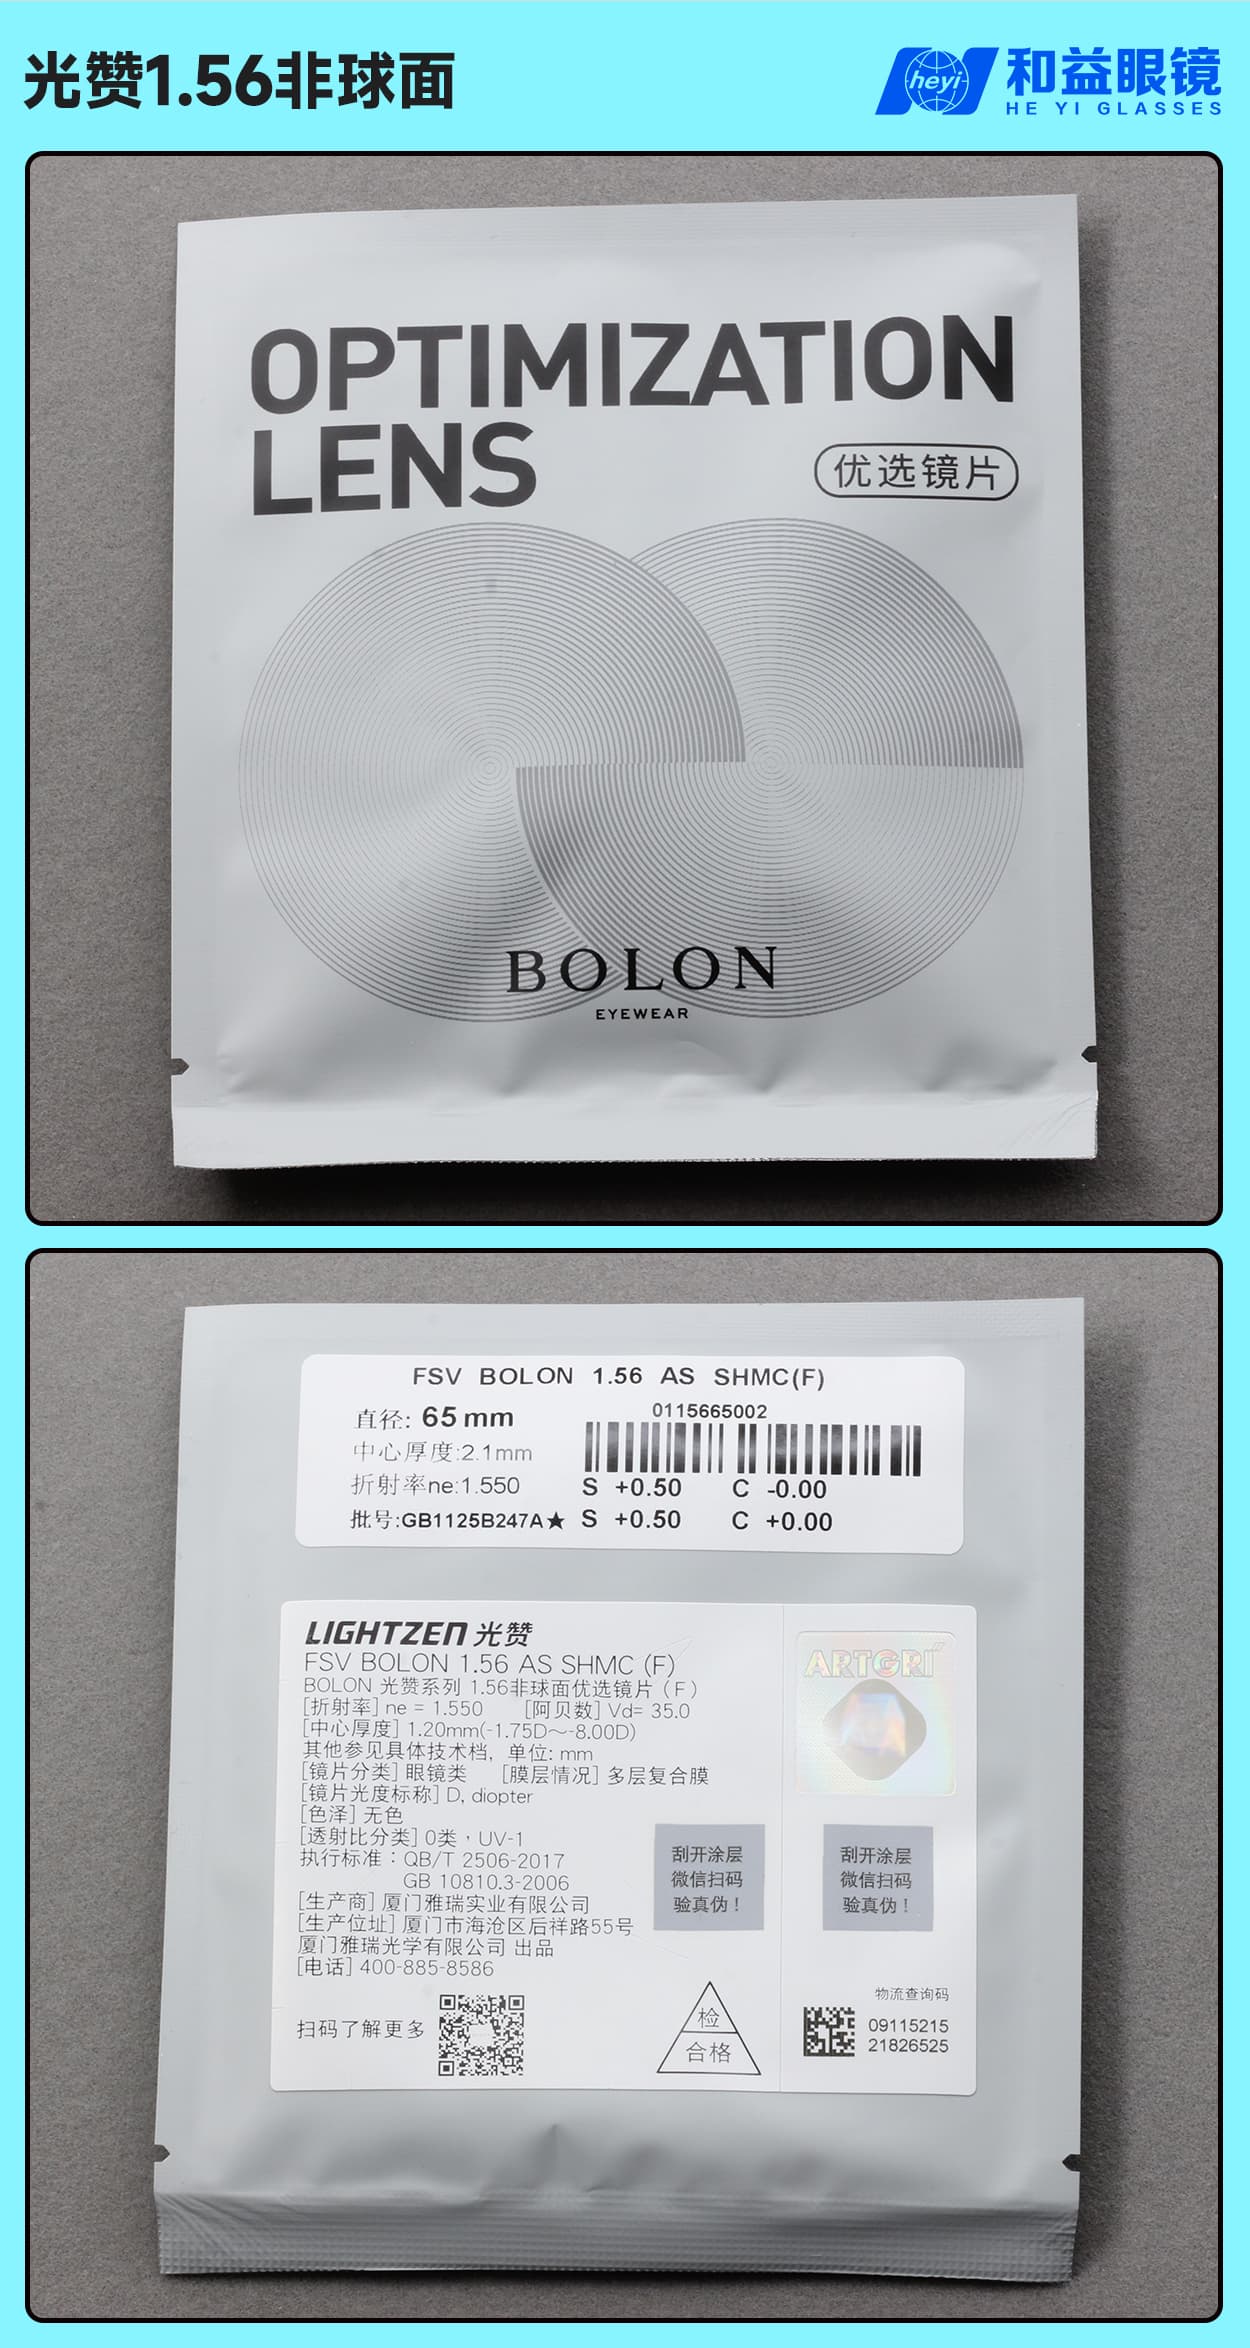 光赞1.56非球面
heyi
和益眼镜
HE YI GLASSES
OPTIMIZATION
LENS
优选镜片
BOLON
EYEWEAR
FSV BOLON 1.56 AS SHMC(F)
直径: 65mm
0115665002
中心厚度:2.1mm
折射率ne:1.550
S +0.50 C -0.00
批号:GB1125B247A★ S +0.50 C +0.00
LIGHTZEN 光赞
FSV BOLON 1.56 AS SHMC (F)
BOLON 光赞系列 1.56非球面优选镜片（F）
[折射率] ne = 1.550 [阿贝数] Vd= 35.0
[中心厚度] 1.20mm(-1.75D～-8.00D)
其他参见具体技术档，单位: mm
[镜片分类] 眼镜类 [膜层情况] 多层复合膜
[镜片光度标称] D, diopter
[色泽] 无色
[透射比分类] 0类，UV-1
执行标准：QB/T 2506-2017
GB 10810.3-2006
[生产商] 厦门雅瑞实业有限公司
[生产位址] 厦门市海沧区后祥路55号
厦门雅瑞光学有限公司 出品
[电话] 400-885-8586
扫码了解更多
检
合格
刮开涂层
微信扫码
验真伪！
ARTGRI
刮开涂层
微信扫码
验真伪！
物流查询码
09115215
21826525